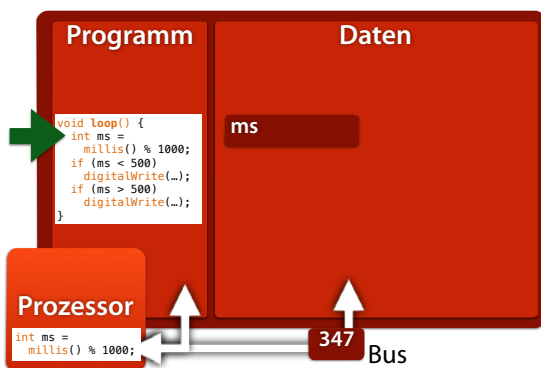 Programm
Daten
void loop() {
  int ms =
    millis() % 1000;
  if (ms < 500)
    digitalWrite(…);
  if (ms > 500)
    digitalWrite(…);
}
ms
Prozessor
int ms =
  millis() % 1000;
347
Bus